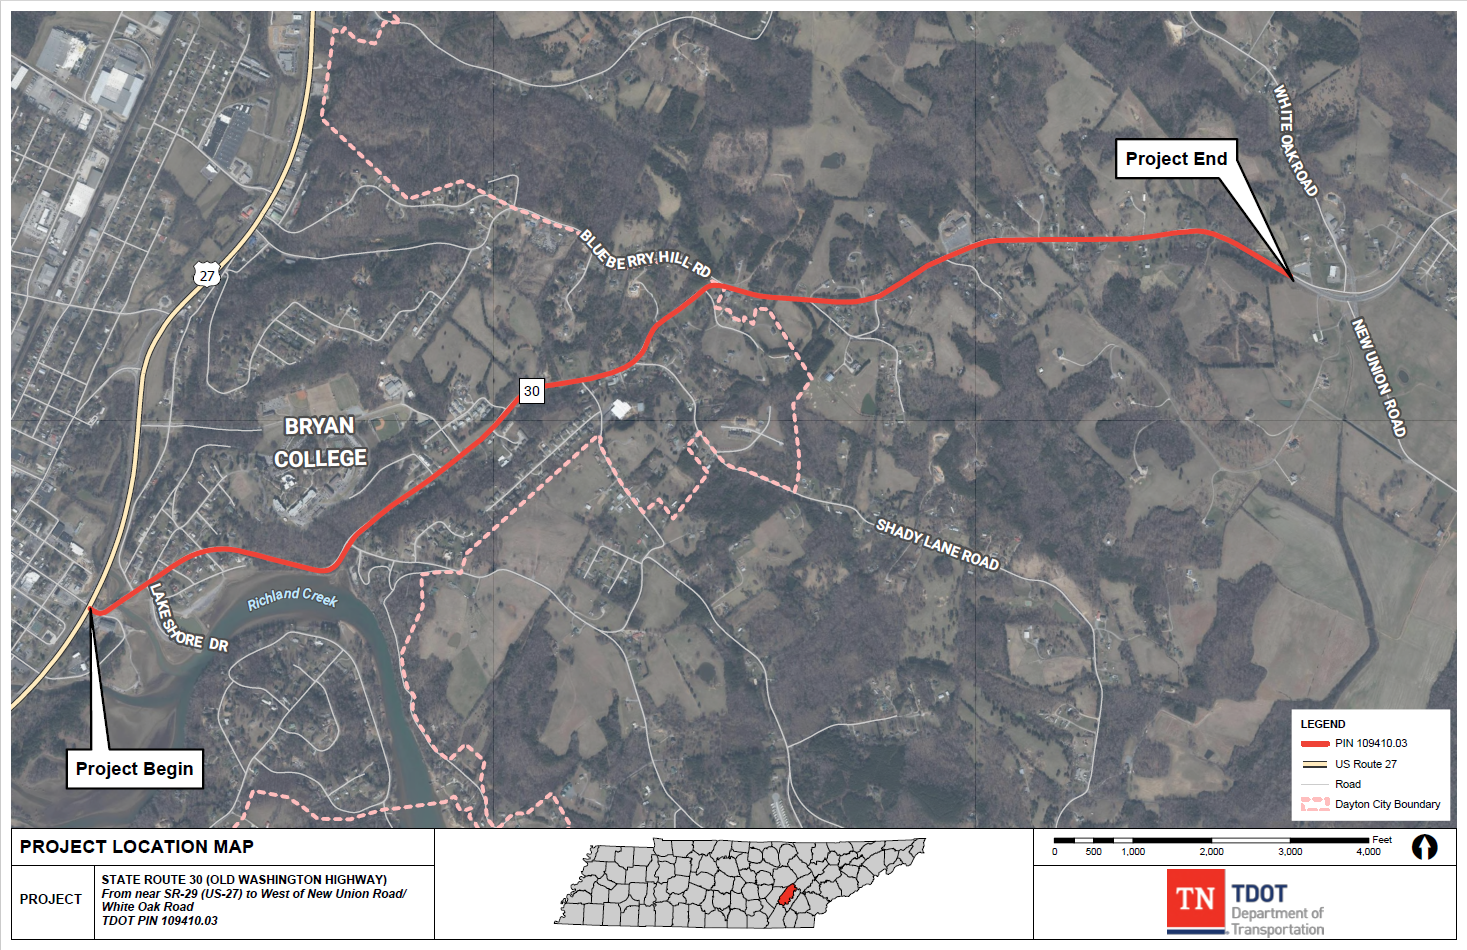 WHITE OAK ROAD
Project End
BLUEBERRY HILL RD
27
NEW UNION ROAD
30
BRYAN
COLLEGE
SHADY LANE ROAD
Richland Creek
LAKESHORE DR
Project Begin
LEGEND
PIN 109410.03
US Route 27
Road
Dayton City Boundary
PROJECT LOCATION MAP
PROJECT
STATE ROUTE 30 (OLD WASHINGTON HIGHWAY)
From near SR-29 (US-27) to West of New Union Road/
White Oak Road
TDOT PIN 109410.03
Feet
0 500 1,000 2,000 3,000 4,000
TN
TDOT
Department of
Transportation